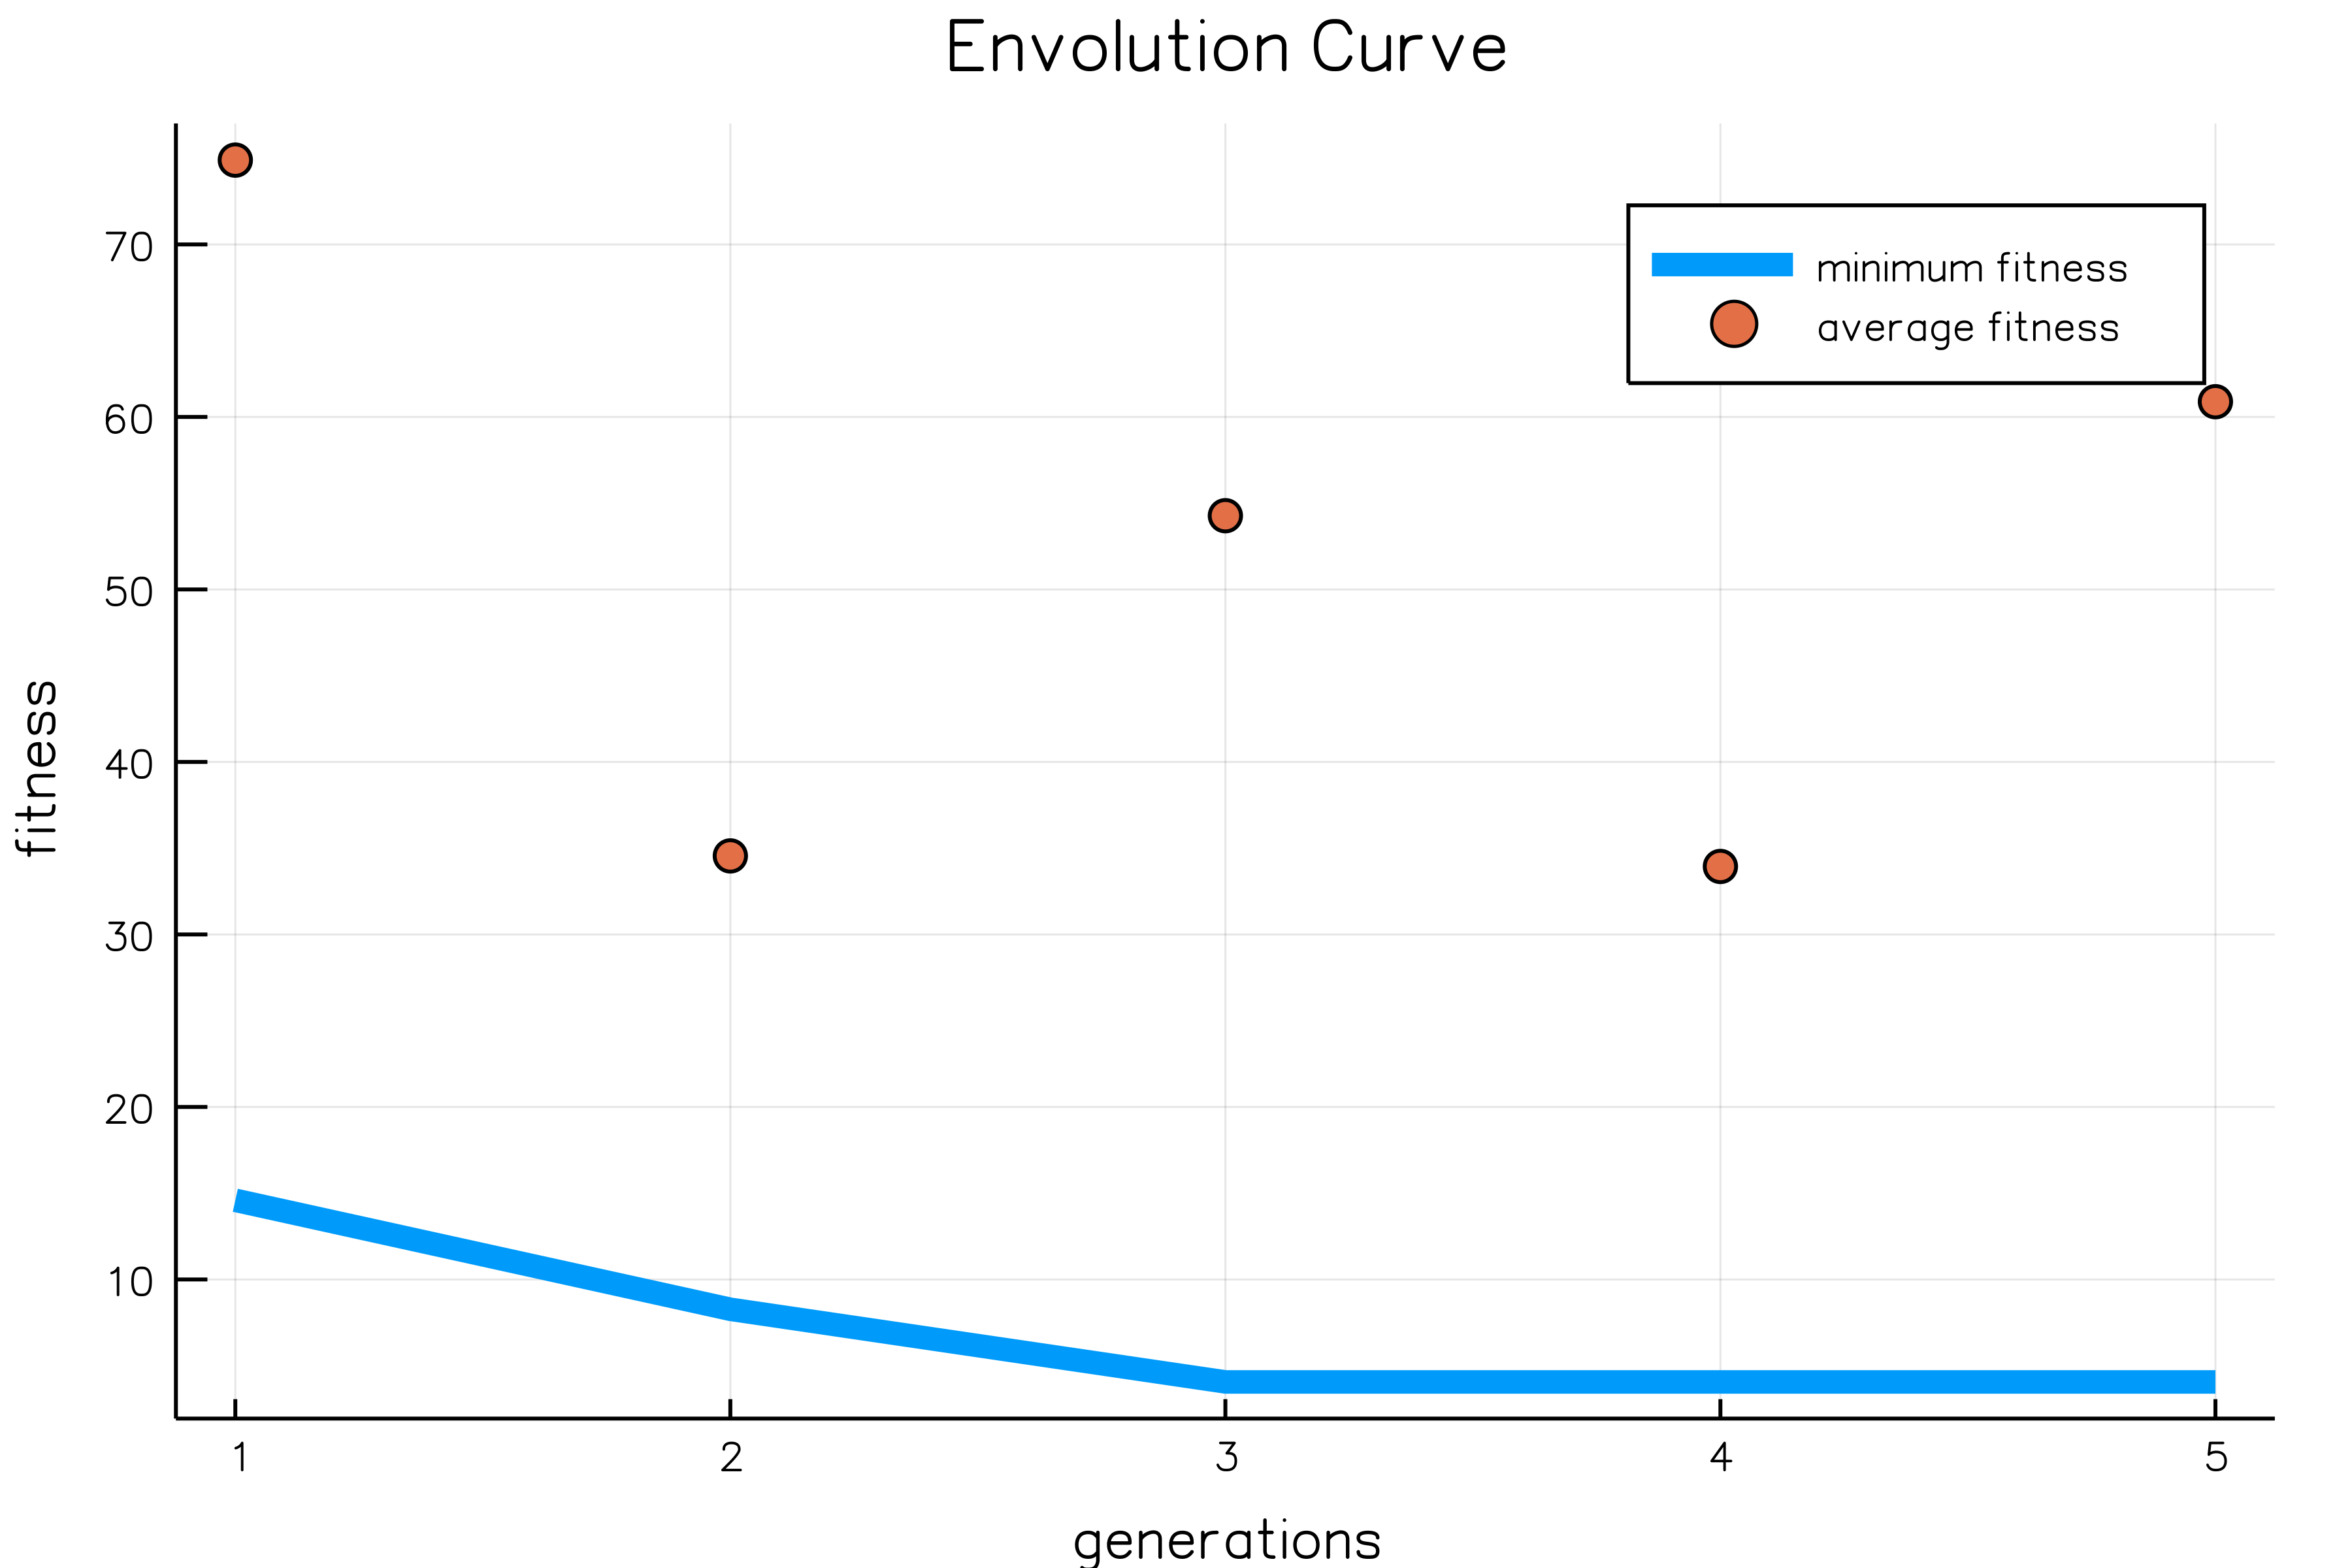 Envolution Curve
minimum fitness
average fitness
fitness
70
60
50
40
30
20
10
1 2 3 4 5
generations